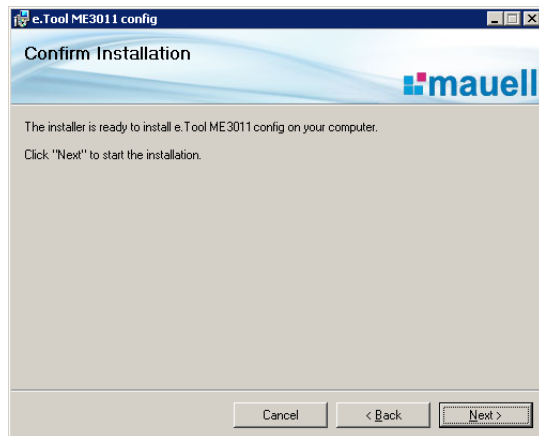 e.Tool ME3011 config
Confirm Installation
mauell
The installer is ready to install e.Tool ME3011 config on your computer.
Click "Next" to start the installation.
Cancel
< Back
Next >